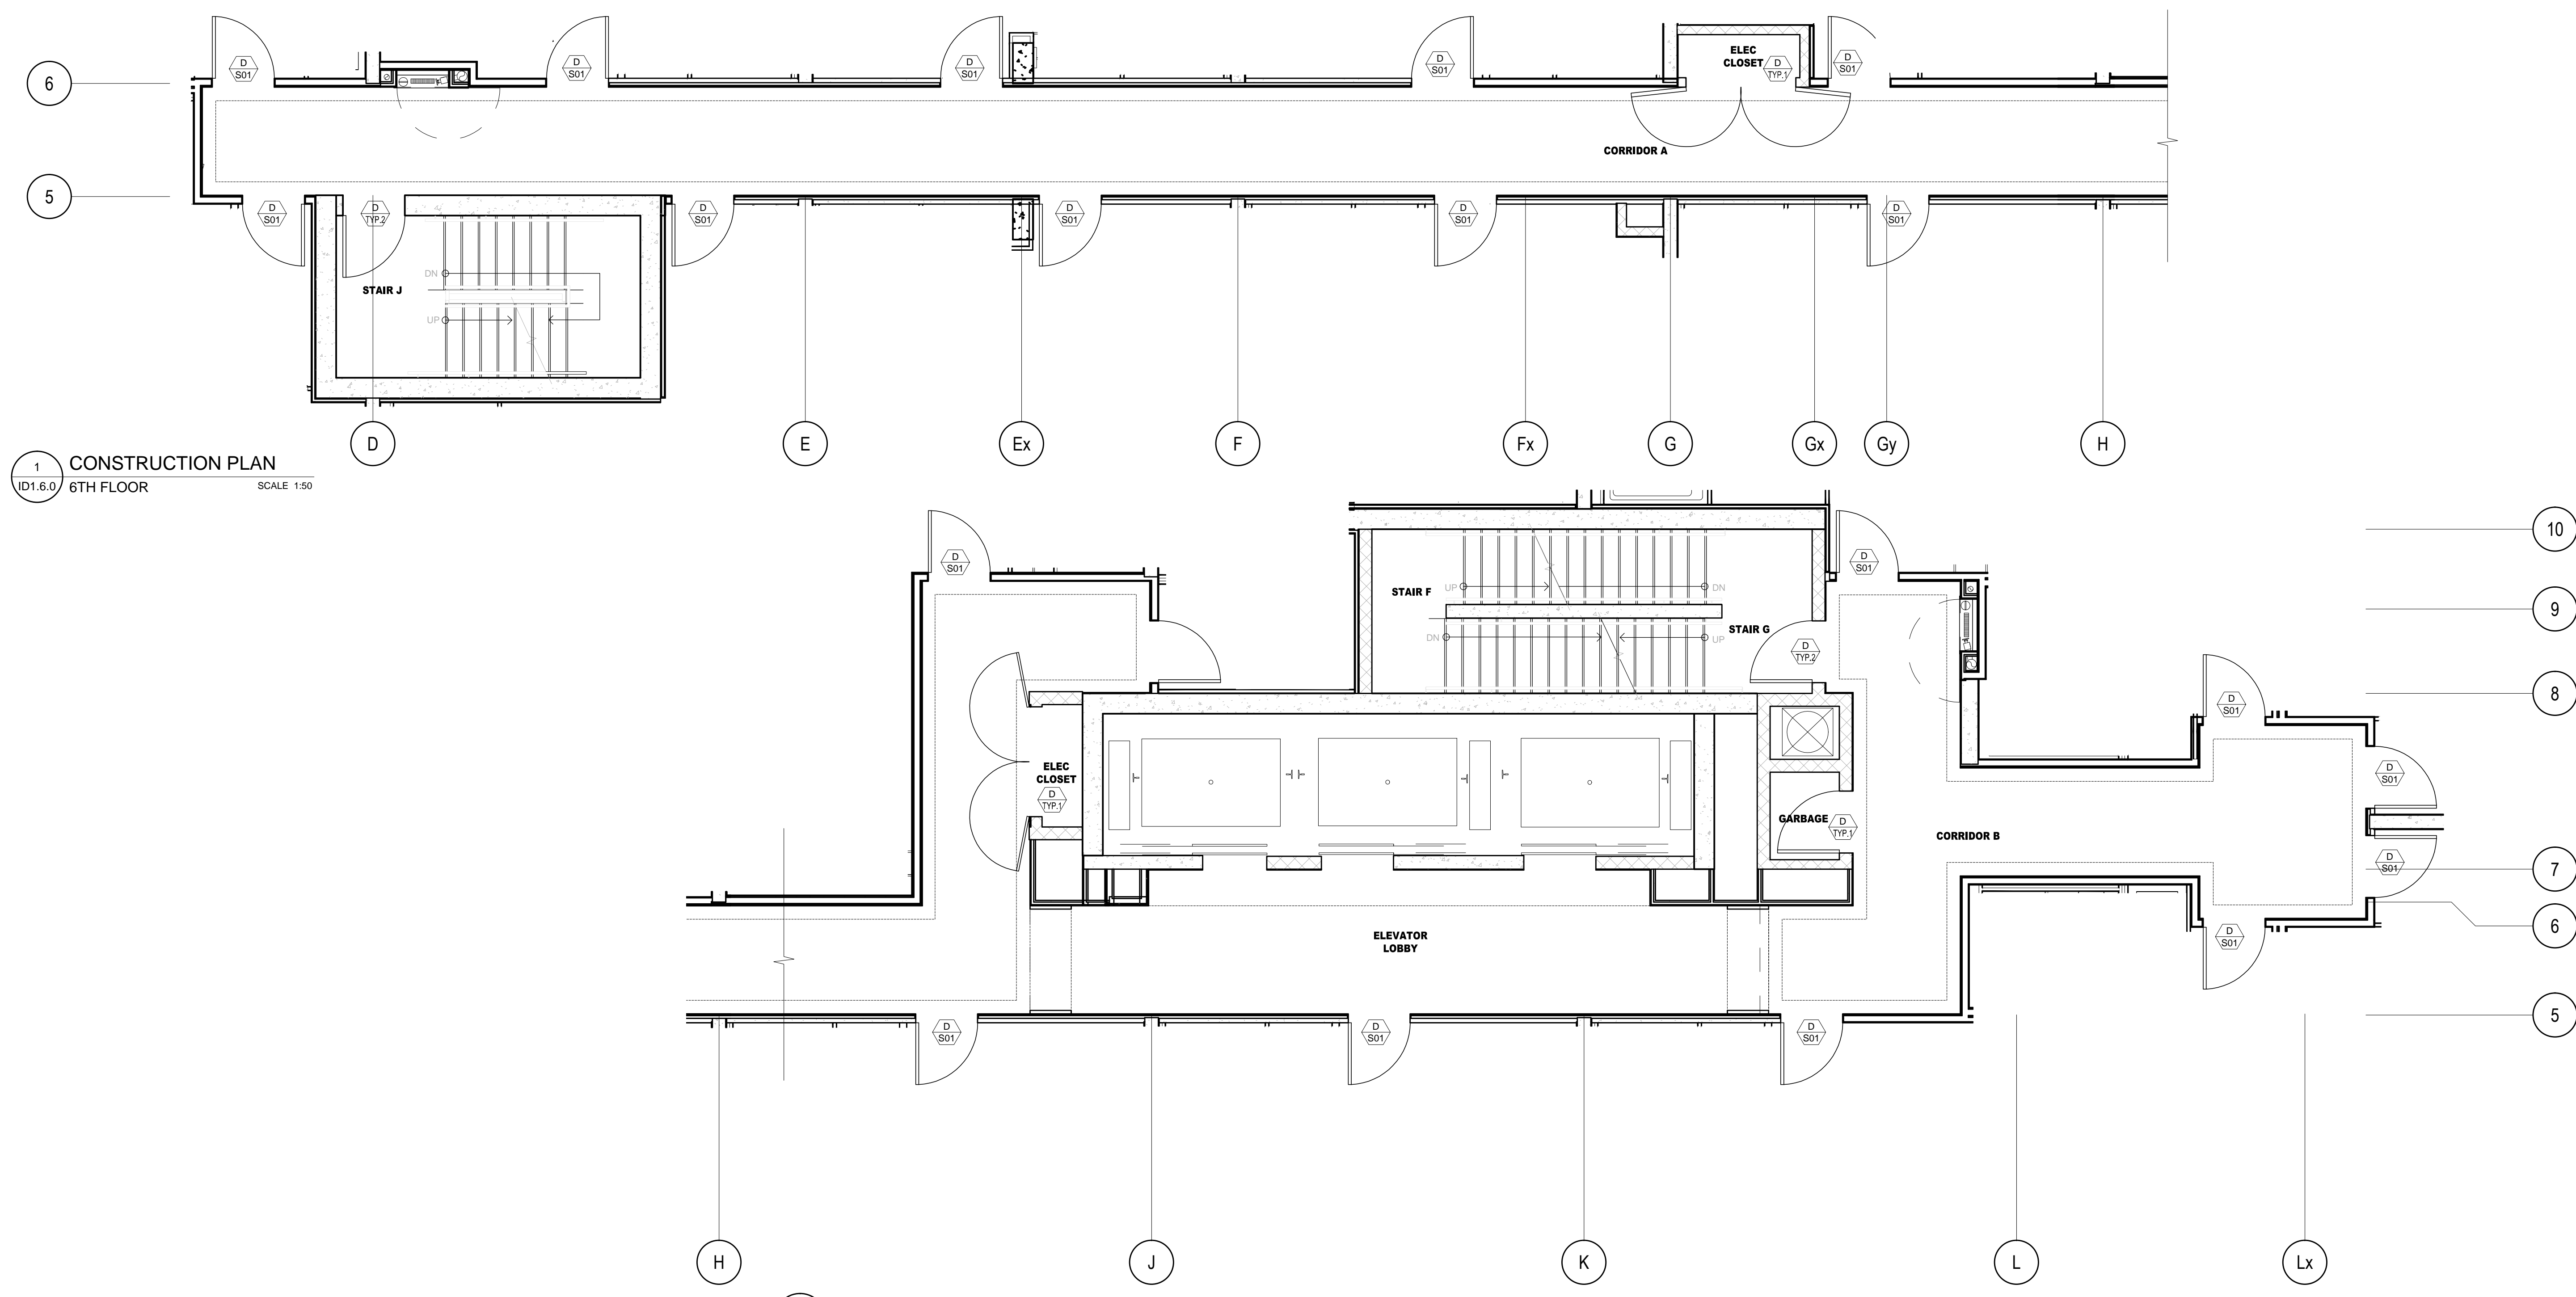 D
S01
D
S01
D
S01
D
S01
ELEC
CLOSET
D
TYP.1
D
S01
6
CORRIDOR A
5
D
S01
D
TYP.2
D
S01
D
S01
D
S01
D
S01
DN
STAIR J
UP
D
E
Ex
F
Fx
G
Gx
Gy
H
1
ID1.6.0
CONSTRUCTION PLAN
6TH FLOOR
SCALE 1:50
10
D
S01
D
S01
UP
DN
STAIR F
9
STAIR G
DN
UP
D
TYP.2
8
D
S01
ELEC
CLOSET
D
TYP.1
D
S01
GARBAGE
D
TYP.1
CORRIDOR B
D
S01
7
ELEVATOR
LOBBY
D
S01
6
D
S01
D
S01
D
S01
5
H
J
K
L
Lx